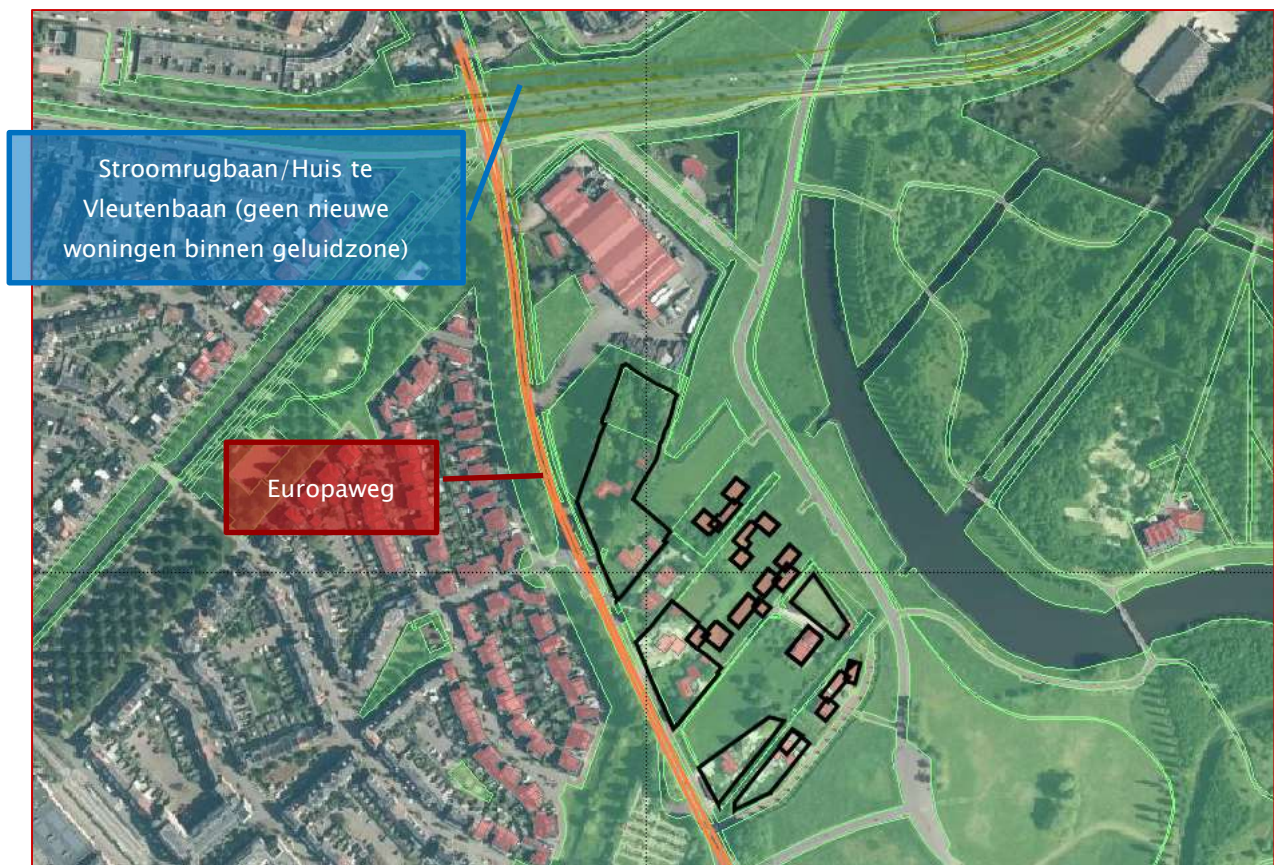 Stroomrugbaan/Huis te
Vleutenbaan (geen nieuwe
woningen binnen geluidzone)
Europaweg